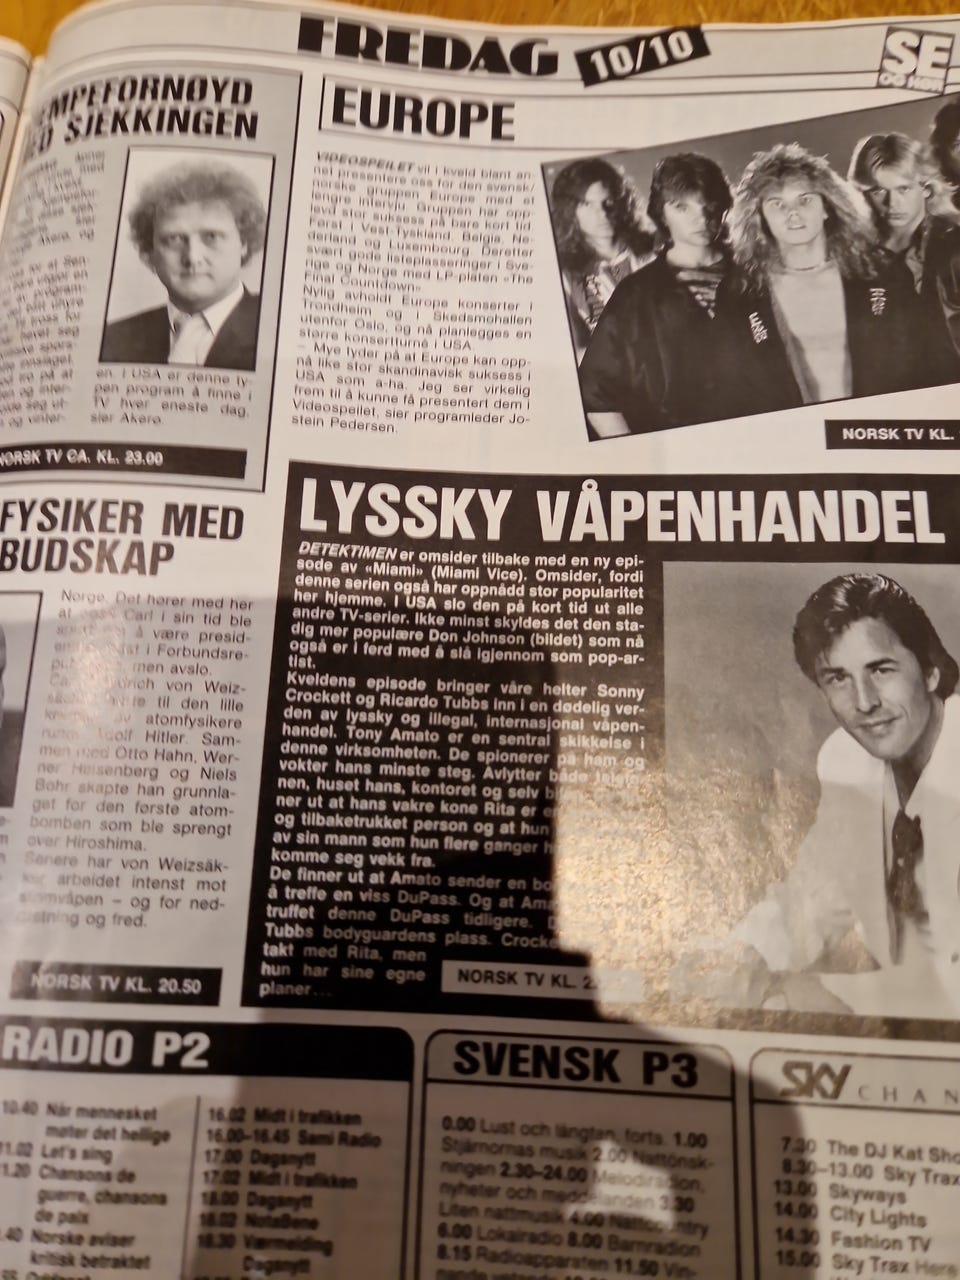 FREDAG 10/10
SE
OG HØR
SJEKKINGEN
en. I USA er denne ty-
pen program å finne i
TV hver eneste dag,
sier Åkerø.
NORSK TV CA. KL. 23.00
EUROPE
VIDEOSPEILET vil i kveld blant an-
net presentere oss for den svensk/
norske gruppen Europe med et
lengre intervju. Gruppen har opp-
levd stor suksess på bare kort tid
Først i Vest-Tyskland, Belgia, Ne-
derland og Luxembourg. Deretter
svært gode listeplasseringer i Sve-
rige og Norge med LP-platen «The
Final Countdown»
Nylig avholdt Europe konserter i
Trondheim og i Skedsmohallen
utenfor Oslo, og nå planlegges en
større konsertturné i USA
– Mye tyder på at Europe kan opp-
nå like stor skandinavisk suksess i
USA som a-ha. Jeg ser virkelig
frem til å kunne få presentert dem i
Videospeilet, sier programleder Jo-
stein Pedersen.
NORSK TV KL.
FYSIKER MED
BUDSKAP
Norge. Det hører med her
at Carl i sin tid ble
å være presid-
i Forbundsre-
men avslo.
von Weiz-
til den lille
av atomfysikere
Adolf Hitler. Sam-
men med Otto Hahn, Wer-
ner Heisenberg og Niels
Bohr skapte han grunnla-
get for den første atom-
bomben som ble sprengt
over Hiroshima.
Senere har von Weizsäk-
ker arbeidet intenst mot
atomvåpen – og for ned-
rustning og fred.
NORSK TV KL. 20.50
LYSSKY VÅPENHANDEL
DETEKTIMEN er omsider tilbake med en ny epi-
sode av «Miami» (Miami Vice). Omsider, fordi
denne serien også har oppnådd stor popularitet
her hjemme. I USA slo den på kort tid ut alle
andre TV-serier. Ikke minst skyldes det den sta-
dig mer populære Don Johnson (bildet) som nå
også er i ferd med å slå igjennom som pop-ar-
tist.
Kveldens episode bringer våre helter Sonny
Crockett og Ricardo Tubbs inn i en dødelig ver-
den av lyssky og illegal, internasjonal våpen-
handel. Tony Amato er en sentral skikkelse i
denne virksomheten. De spionerer på ham og
vokter hans minste steg. Avlytter både telefo-
nen, huset hans, kontoret og selv
ner ut at hans vakre kone Rita er
og tilbaketrukket person og at hun
av sin mann som hun flere ganger
komme seg vekk fra.
De finner ut at Amato sender en
å treffe en viss DuPass. Og at
truffet denne DuPass tidligere.
Tubbs bodyguardens plass.
takt med Rita, men
hun har sine egne
planer...
NORSK TV KL.
RADIO P2
10.40 Når mennesket
møter det hellige
11.02 Let's sing
11.20 Chansons de
guerre, chansons
de paix
Norske aviser
kritisk betraktet
16.02 Midt i trafikken
16.00–16.45 Sami Radio
17.00 Dagsnytt
17.02 Midt i trafikken
18.00 Dagsnytt
18.02 NotaBene
18.30 Værmelding
Dagsnytt
SVENSK P3
0.00 Lust och längtan, forts. 1.00
Stjärnornas musik 2.00 Nattönsk-
ningen 2.30–24.00 Melodiradion,
nyheter och meddelanden 3.30
Liten nattmusik 4.00 Nattcountry
6.00 Lokalradio 8.00 Barnradion
8.15 Radioapparaten 11.50 Vin-
SKY CHAN
7.30 The DJ Kat Sho
8.30–13.00 Sky Trax
13.00 Skyways
14.00 City Lights
14.30 Fashion TV
15.00 Sky Trax Hers